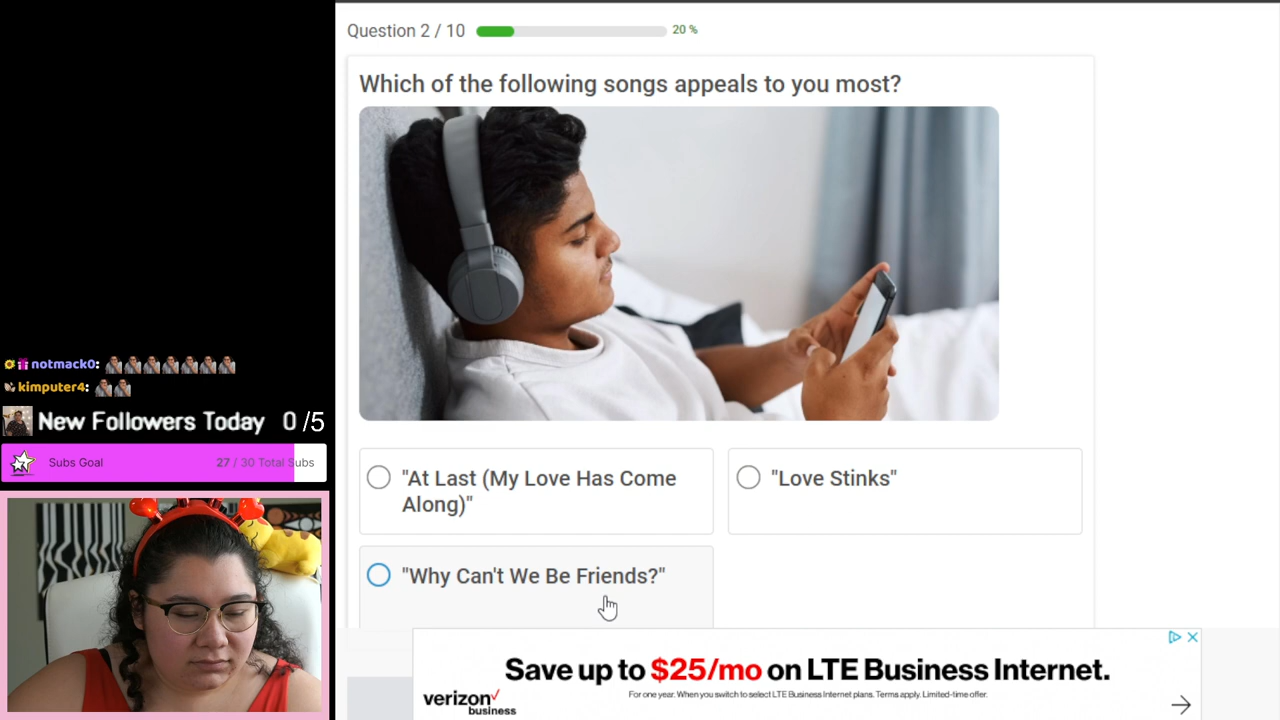 Question 2 / 10
20 %
Which of the following songs appeals to you most?
"At Last (My Love Has Come
Along)"
"Love Stinks"
"Why Can't We Be Friends?"
notmack0:
kimputer4:
New Followers Today 0 /5
Subs Goal 27 / 30 Total Subs
Save up to $25/mo on LTE Business Internet.
For one year. When you switch to select LTE Business Internet plans. Terms apply. Limited-time offer.
verizon
business